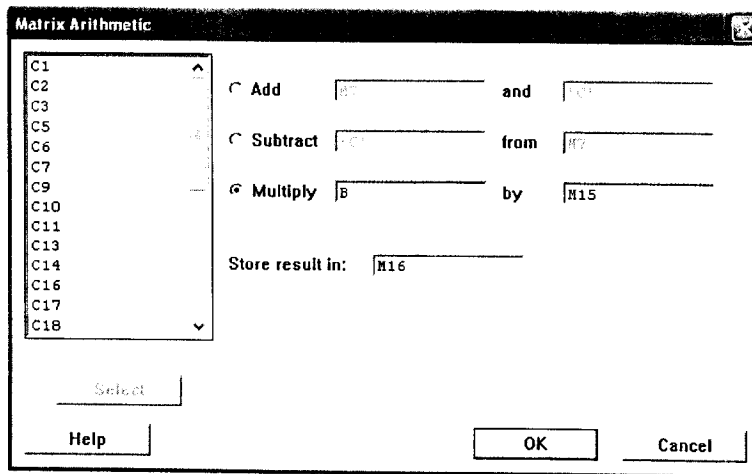 Matrix Arithmetic
C1
C2
C3
C5
C6
C7
C9
C10
C11
C13
C14
C16
C17
C18
Add and
Subtract from M7
Multiply B by M15
Store result in: M16
Select
Help OK Cancel